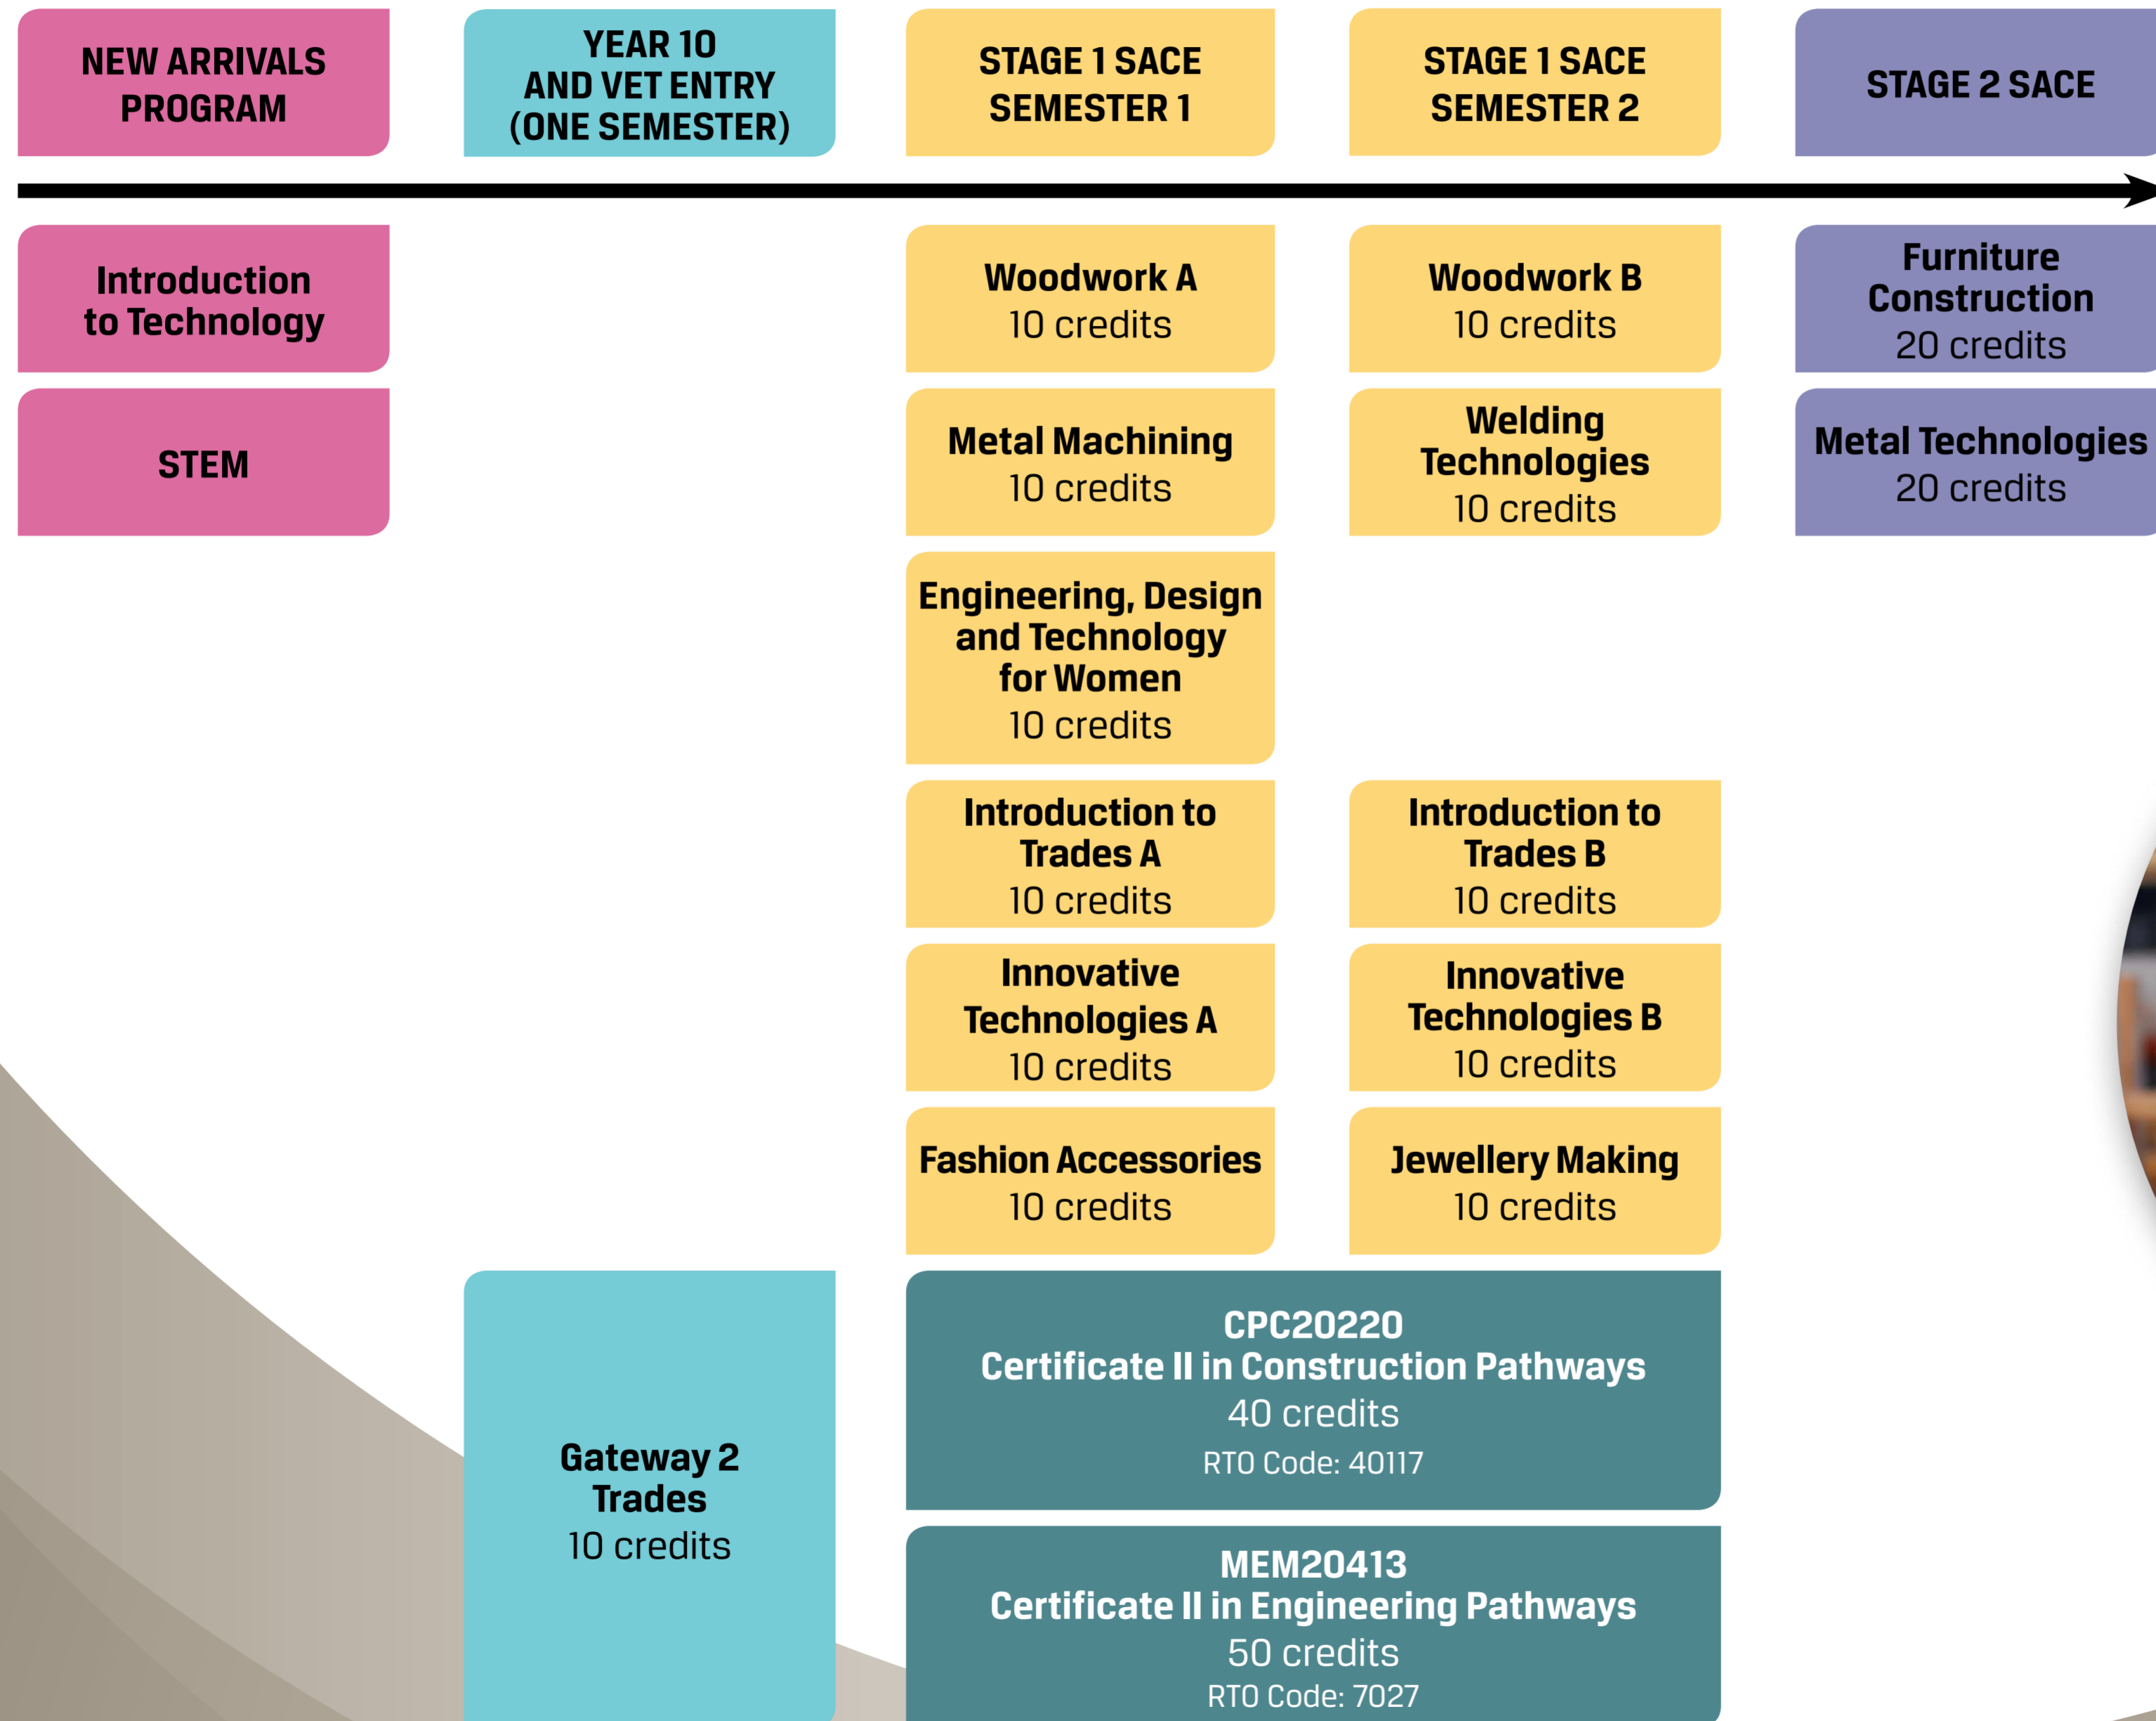 NEW ARRIVALS
PROGRAM
YEAR 10
AND VET ENTRY
(ONE SEMESTER)
STAGE 1 SACE
SEMESTER 1
STAGE 1 SACE
SEMESTER 2
STAGE 2 SACE
Introduction
to Technology
Woodwork A
10 credits
Woodwork B
10 credits
Furniture
Construction
20 credits
STEM
Metal Machining
10 credits
Welding
Technologies
10 credits
Metal Technologies
20 credits
Engineering, Design
and Technology
for Women
10 credits
Introduction to
Trades A
10 credits
Introduction to
Trades B
10 credits
Innovative
Technologies A
10 credits
Innovative
Technologies B
10 credits
Fashion Accessories
10 credits
Jewellery Making
10 credits
Gateway 2
Trades
10 credits
CPC20220
Certificate II in Construction Pathways
40 credits
RTO Code: 40117
MEM20413
Certificate II in Engineering Pathways
50 credits
RTO Code: 7027